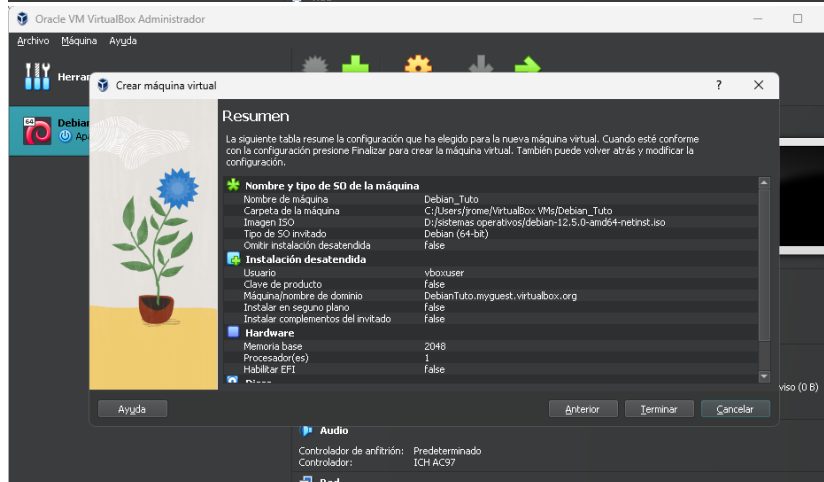 Oracle VM VirtualBox Administrador
Archivo Máquina Ayuda
Herra
64
Debian
Crear máquina virtual
?
Resumen
La siguiente tabla resume la configuración que ha elegido para la nueva máquina virtual. Cuando esté conforme
con la configuración presione Finalizar para crear la máquina virtual. También puede volver atrás y modificar la
configuración.
Nombre y tipo de SO de la máquina
Nombre de máquina Debian_Tuto
Carpeta de la máquina C:/Users/jrome/VirtualBox VMs/Debian_Tuto
Imagen ISO D:/sistemas operativos/debian-12.5.0-amd64-netinst.iso
Tipo de SO invitado Debian (64-bit)
Omitir instalación desatendida false
Instalación desatendida
Usuario vboxuser
Clave de producto false
Máquina/nombre de dominio DebianTuto.myguest.virtualbox.org
Instalar en seguno plano false
Instalar complementos del invitado false
Hardware
Memoria base 2048
Procesador(es) 1
Habilitar EFI false
viso (0 B)
Ayuda Anterior Terminar Cancelar
Audio
Controlador de anfitrión: Predeterminado
Controlador: ICH AC97